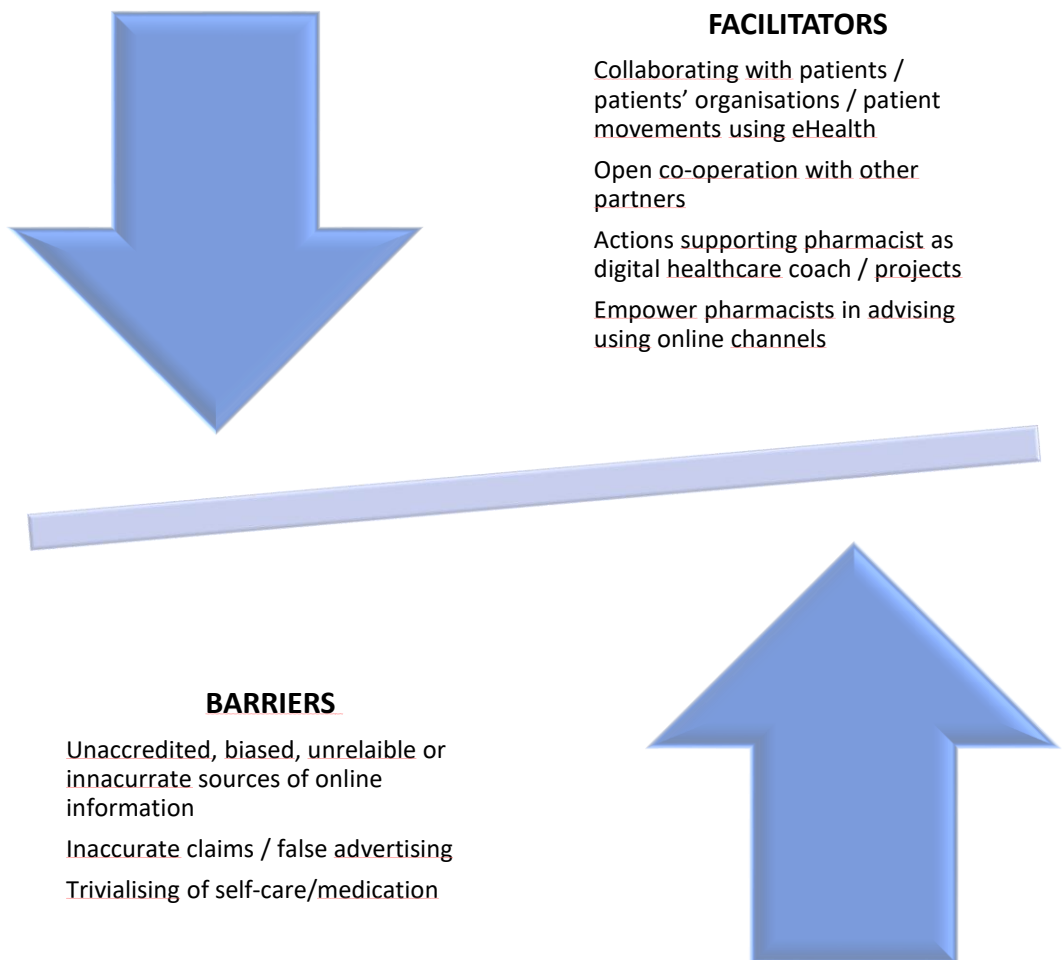 FACILITATORS
Collaborating with patients /
patients’ organisations / patient
movements using eHealth
Open co-operation with other
partners
Actions supporting pharmacist as
digital healthcare coach / projects
Empower pharmacists in advising
using online channels
BARRIERS
Unaccredited, biased, unrelaible or
innacurrate sources of online
information
Inaccurate claims / false advertising
Trivialising of self-care/medication